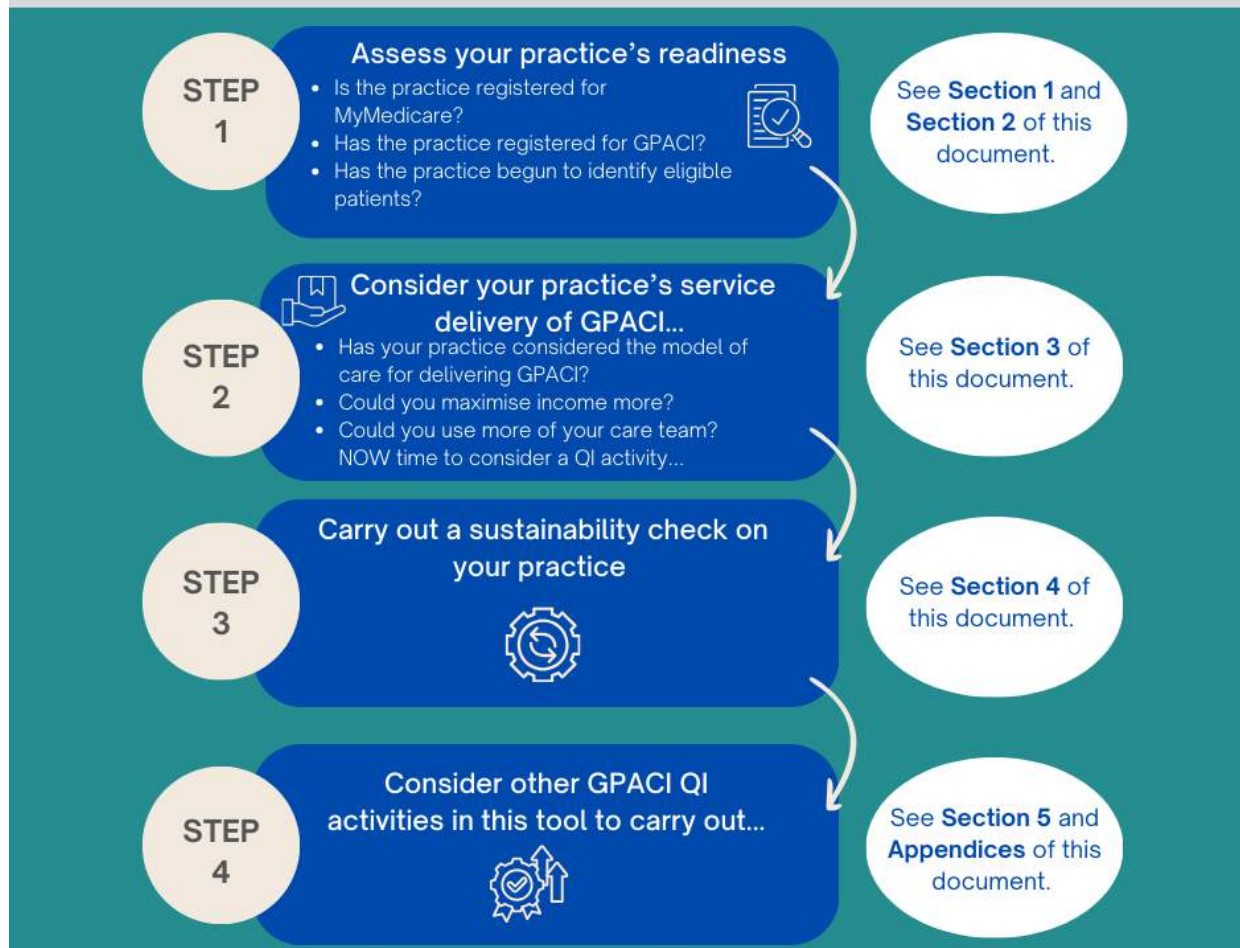 STEP
1
Assess your practice's readiness
• Is the practice registered for
MyMedicare?
• Has the practice registered for GPACI?
• Has the practice begun to identify eligible
patients?
See Section 1 and
Section 2 of this
document.
STEP
2
Consider your practice's service
delivery of GPACI...
• Has your practice considered the model of
care for delivering GPACI?
• Could you maximise income more?
• Could you use more of your care team?
NOW time to consider a QI activity...
See Section 3 of
this document.
STEP
3
Carry out a sustainability check on
your practice
See Section 4 of
this document.
STEP
4
Consider other GPACI QI
activities in this tool to carry out...
See Section 5 and
Appendices of this
document.